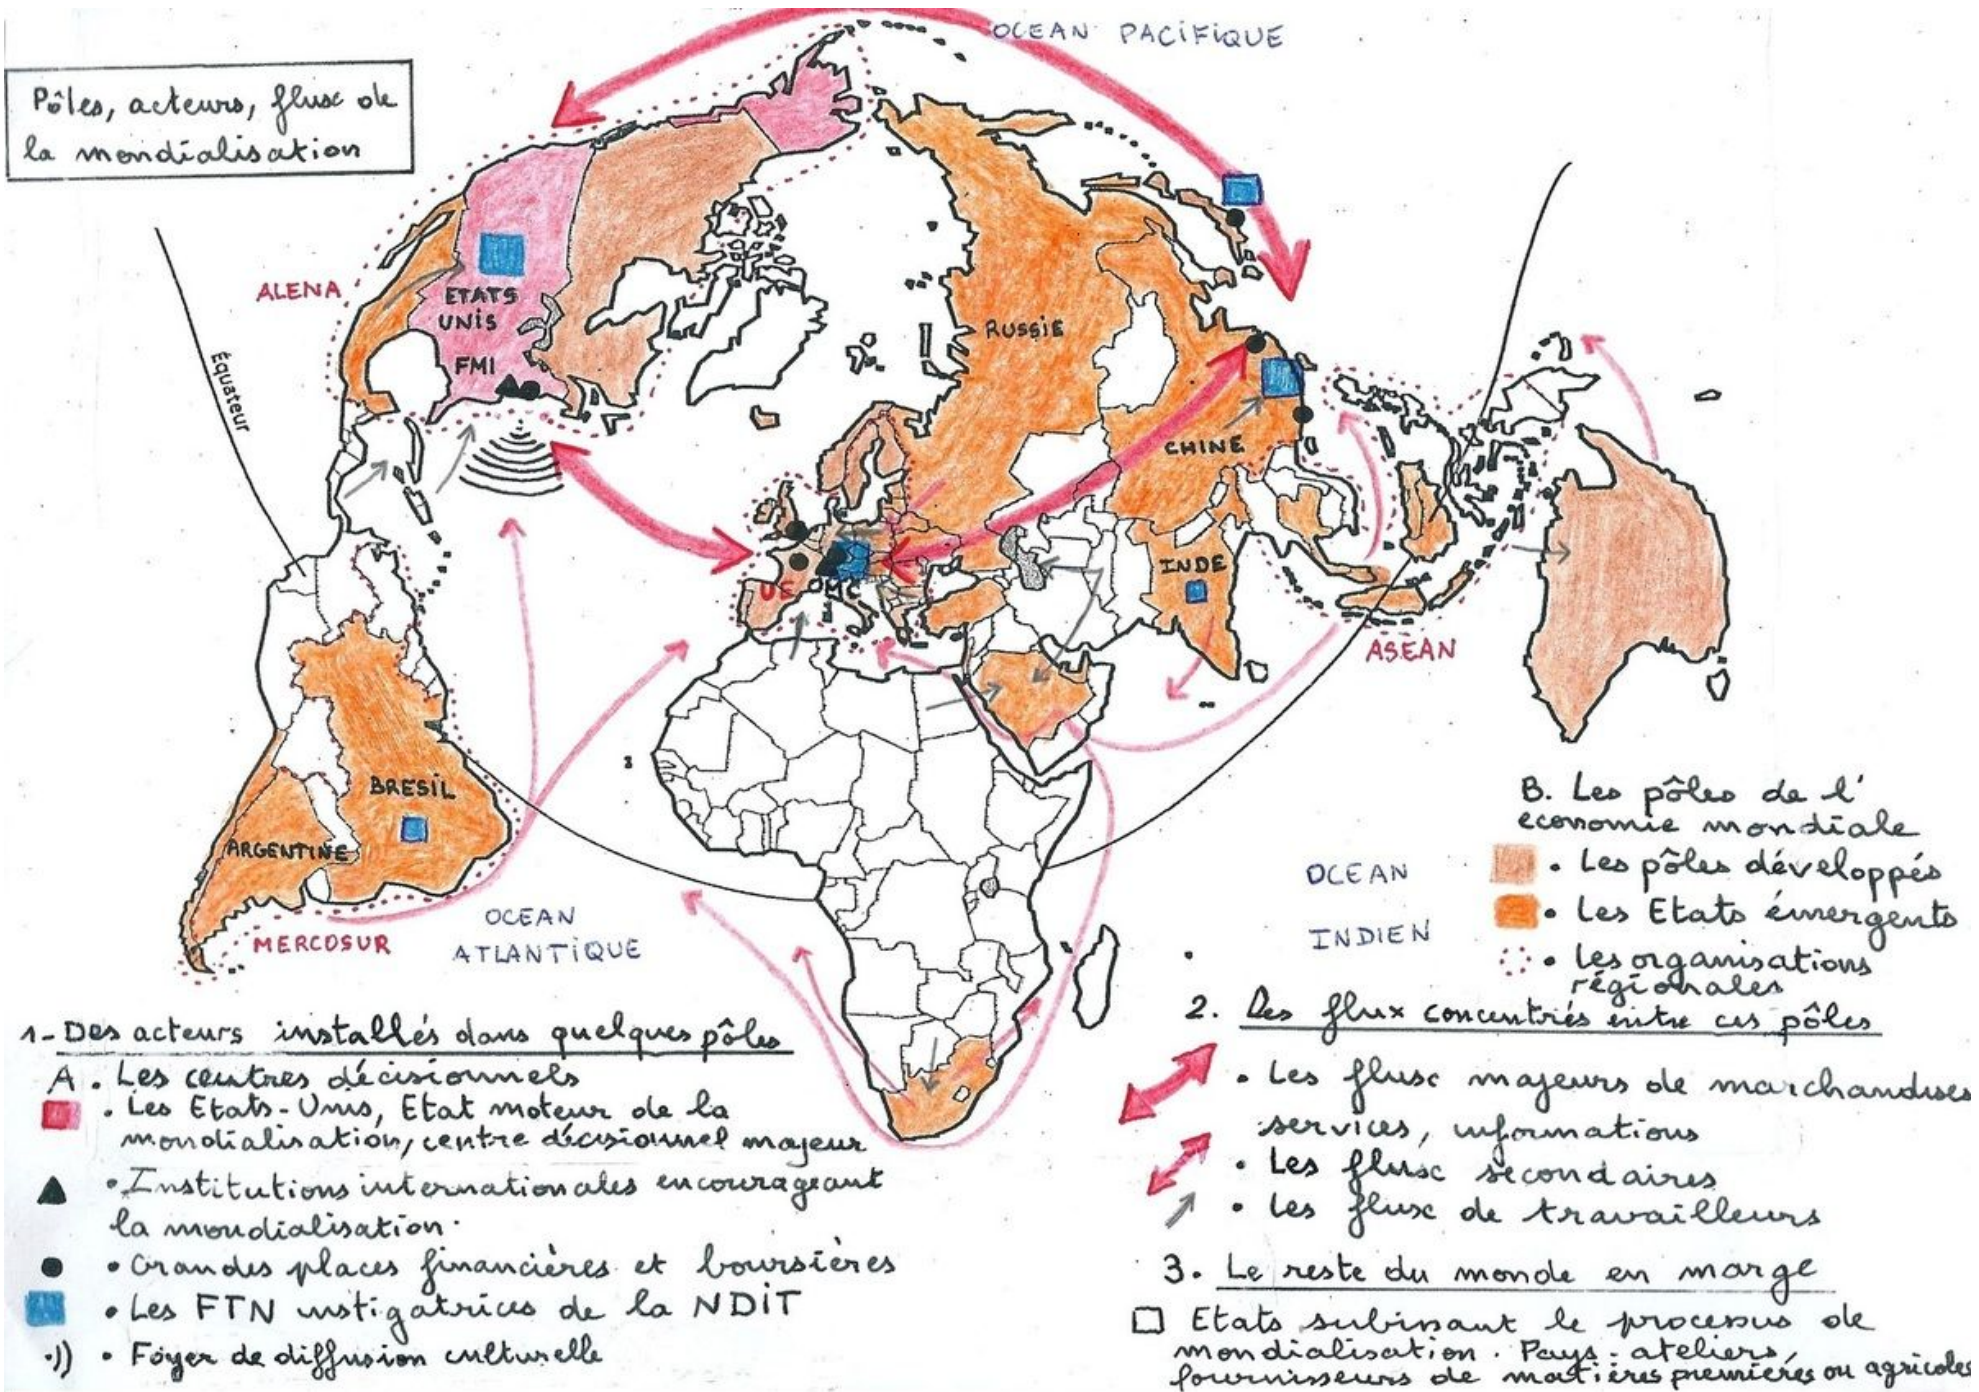 OCEAN PACIFIQUE
Pôles, acteurs, flux de
la mondialisation
ALENA
ETATS
UNIS
FMI
Équateur
RUSSIE
CHINE
INDE
UE OMC
ASEAN
BRESIL
ARGENTINE
MERCOSUR
OCEAN
ATLANTIQUE
OCEAN
INDIEN
1- Des acteurs installés dans quelques pôles
A. Les centres décisionnels
• Les Etats-Unis, Etat moteur de la
mondialisation, centre décisionnel majeur
• Institutions internationales encourageant
la mondialisation.
• Grandes places financières et boursières
• Les FTN instigatrices de la NDIT
• Foyer de diffusion culturelle
B. Les pôles de l'
économie mondiale
• Les pôles développés
• Les Etats émergents
• Les organisations
régionales
2. Des flux concentrés entre ces pôles
• Les flux majeurs de marchandises
services, informations
• Les flux secondaires
• Les flux de travailleurs
3. Le reste du monde en marge
Etats subissant le processus de
mondialisation. Pays-ateliers,
fournisseurs de matières premières ou agricoles